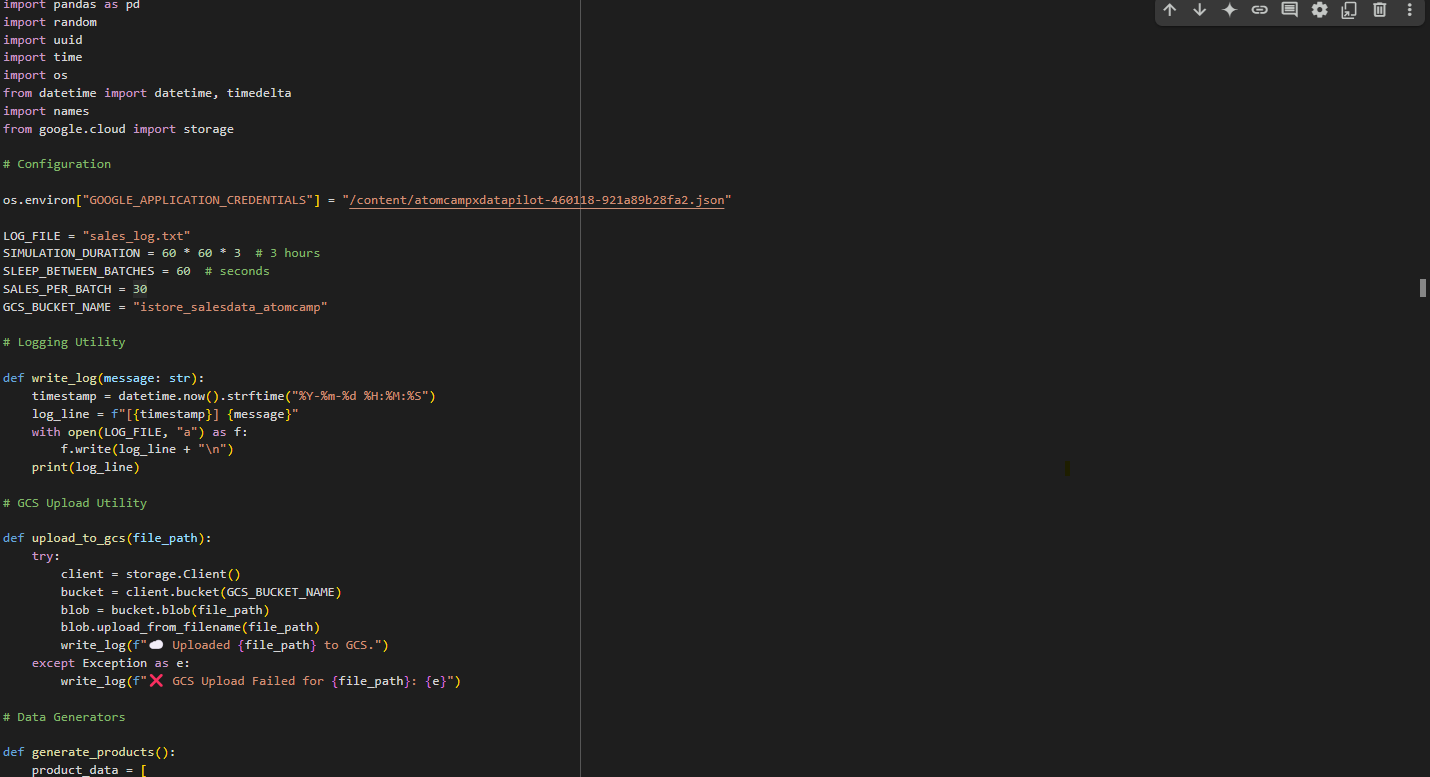 import pandas as pd
import random
import uuid
import time
import os
from datetime import datetime, timedelta
import names
from google.cloud import storage
# Configuration
os.environ["GOOGLE_APPLICATION_CREDENTIALS"] = "/content/atomcampxdatapilot-460118-921a89b28fa2.json"
LOG_FILE = "sales_log.txt"
SIMULATION_DURATION = 60 * 60 * 3  # 3 hours
SLEEP_BETWEEN_BATCHES = 60  # seconds
SALES_PER_BATCH = 30
GCS_BUCKET_NAME = "istore_salesdata_atomcamp"
# Logging Utility
def write_log(message: str):
    timestamp = datetime.now().strftime("%Y-%m-%d %H:%M:%S")
    log_line = f"[{timestamp}] {message}"
    with open(LOG_FILE, "a") as f:
        f.write(log_line + "\n")
    print(log_line)
# GCS Upload Utility
def upload_to_gcs(file_path):
    try:
        client = storage.Client()
        bucket = client.bucket(GCS_BUCKET_NAME)
        blob = bucket.blob(file_path)
        blob.upload_from_filename(file_path)
        write_log(f"☁️ Uploaded {file_path} to GCS.")
    except Exception as e:
        write_log(f"❌ GCS Upload Failed for {file_path}: {e}")
# Data Generators
def generate_products():
    product_data = [